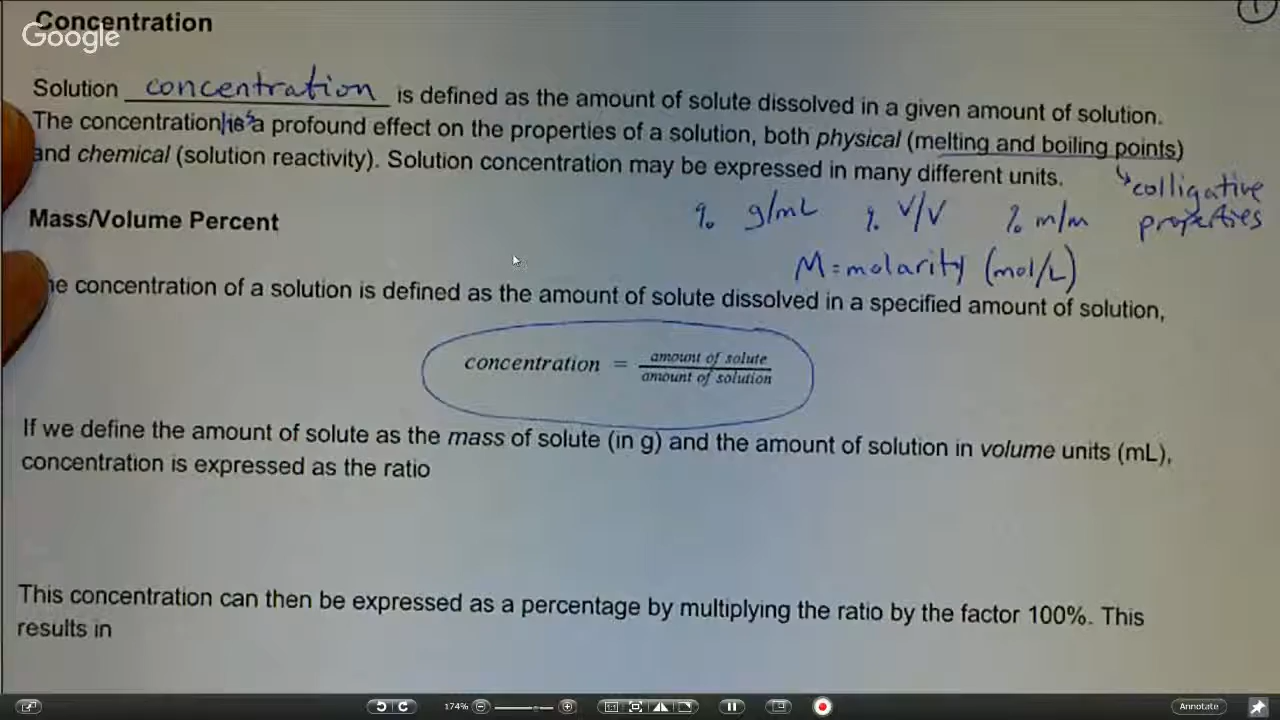 Concentration
1
Google
Solution concentration is defined as the amount of solute dissolved in a given amount of solution.
The concentration has a profound effect on the properties of a solution, both physical (melting and boiling points)
and chemical (solution reactivity). Solution concentration may be expressed in many different units.
colligative
properties
% g/mL % V/V % m/m
M = molarity (mol/L)
Mass/Volume Percent
he concentration of a solution is defined as the amount of solute dissolved in a specified amount of solution,
concentration = amount of solute
amount of solution
If we define the amount of solute as the mass of solute (in g) and the amount of solution in volume units (mL),
concentration is expressed as the ratio
This concentration can then be expressed as a percentage by multiplying the ratio by the factor 100%. This
results in
174%
Annotate